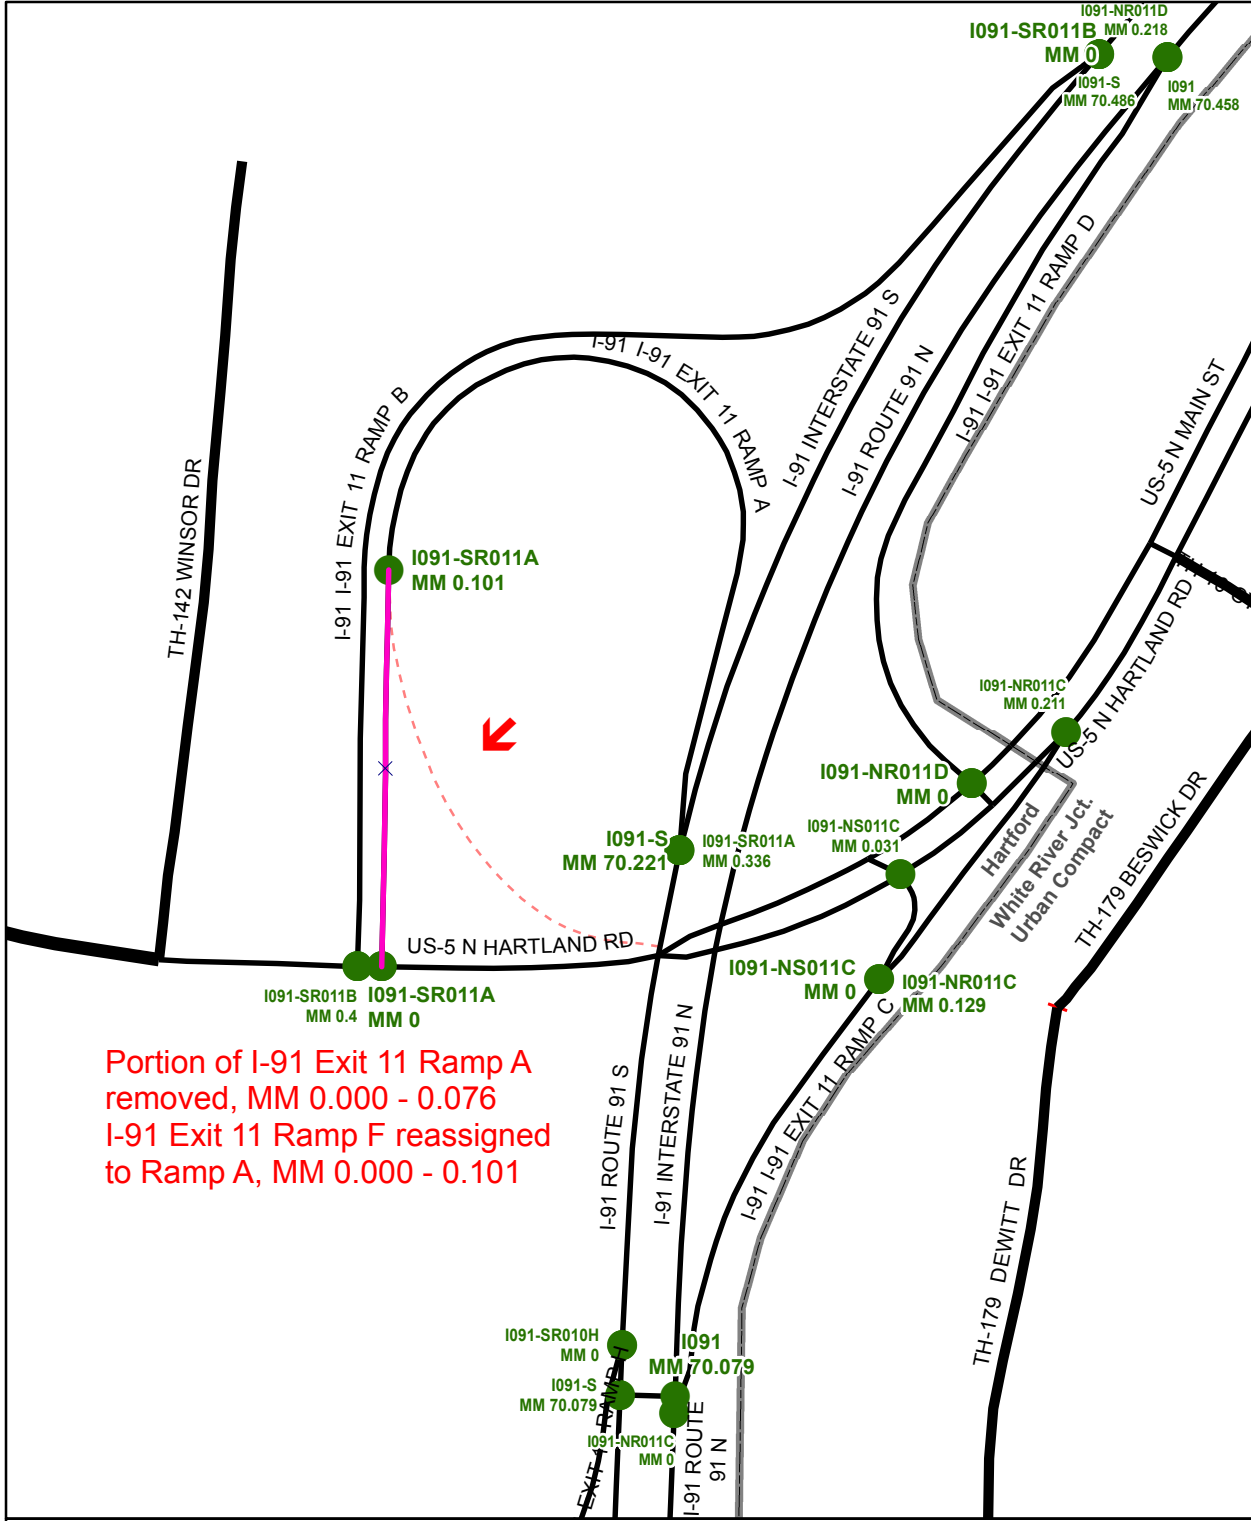 I091-NR011D
I091-SR011B MM 0.218
MM 0
I091-S
MM 70.486
I091
MM 70.458
I-91 I-91 EXIT 11 RAMP D
I-91 I-91 EXIT 11 RAMP A
I-91 INTERSTATE 91 S
I-91 ROUTE 91 N
US-5 N MAIN ST
I-91 I-91 EXIT 11 RAMP B
TH-142 WINSOR DR
I091-SR011A
MM 0.101
US-5 N HARTLAND RD
I091-NR011C
MM 0.211
I091-NR011D
MM 0
I091-NS011C
MM 0.031
I091-S
MM 70.221
I091-SR011A
MM 0.336
Hartford
White River Jct.
Urban Compact
TH-179 BESWICK DR
US-5 N HARTLAND RD
I091-NS011C
MM 0
I091-NR011C
MM 0.129
I091-SR011B
MM 0.4
I091-SR011A
MM 0
Portion of I-91 Exit 11 Ramp A
removed, MM 0.000 - 0.076
I-91 Exit 11 Ramp F reassigned
to Ramp A, MM 0.000 - 0.101
I-91 ROUTE 91 S
I-91 INTERSTATE 91 N
I-91 I-91 EXIT 11 RAMP C
TH-179 DEWITT DR
I091-SR010H
MM 0
I091
MM 70.079
I091-S
MM 70.079
I091-NR011C
MM 0
EXIT RAMP H
I-91 ROUTE
91 N